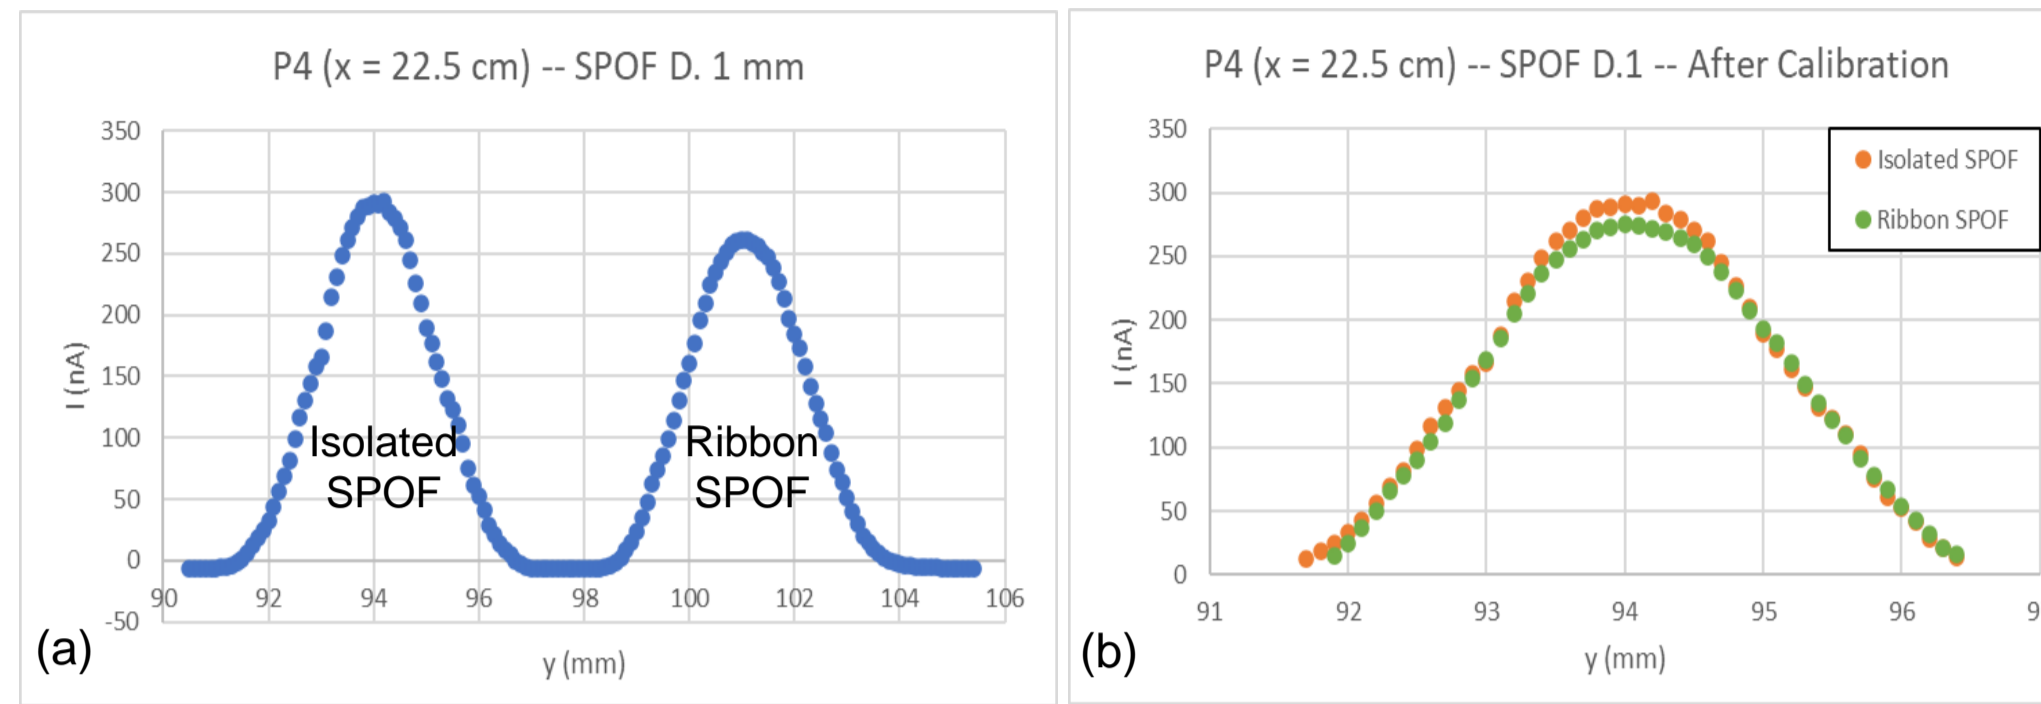 P4 (x = 22.5 cm) -- SPOF D. 1 mm
350
300
250
200
150
100
50
0
-50
I (nA)
Isolated
SPOF
Ribbon
SPOF
90 92 94 96 98 100 102 104 106
y (mm)
(a)
P4 (x = 22.5 cm) -- SPOF D.1 -- After Calibration
350
300
250
200
150
100
50
0
I (nA)
Isolated SPOF
Ribbon SPOF
91 92 93 94 95 96 9
y (mm)
(b)